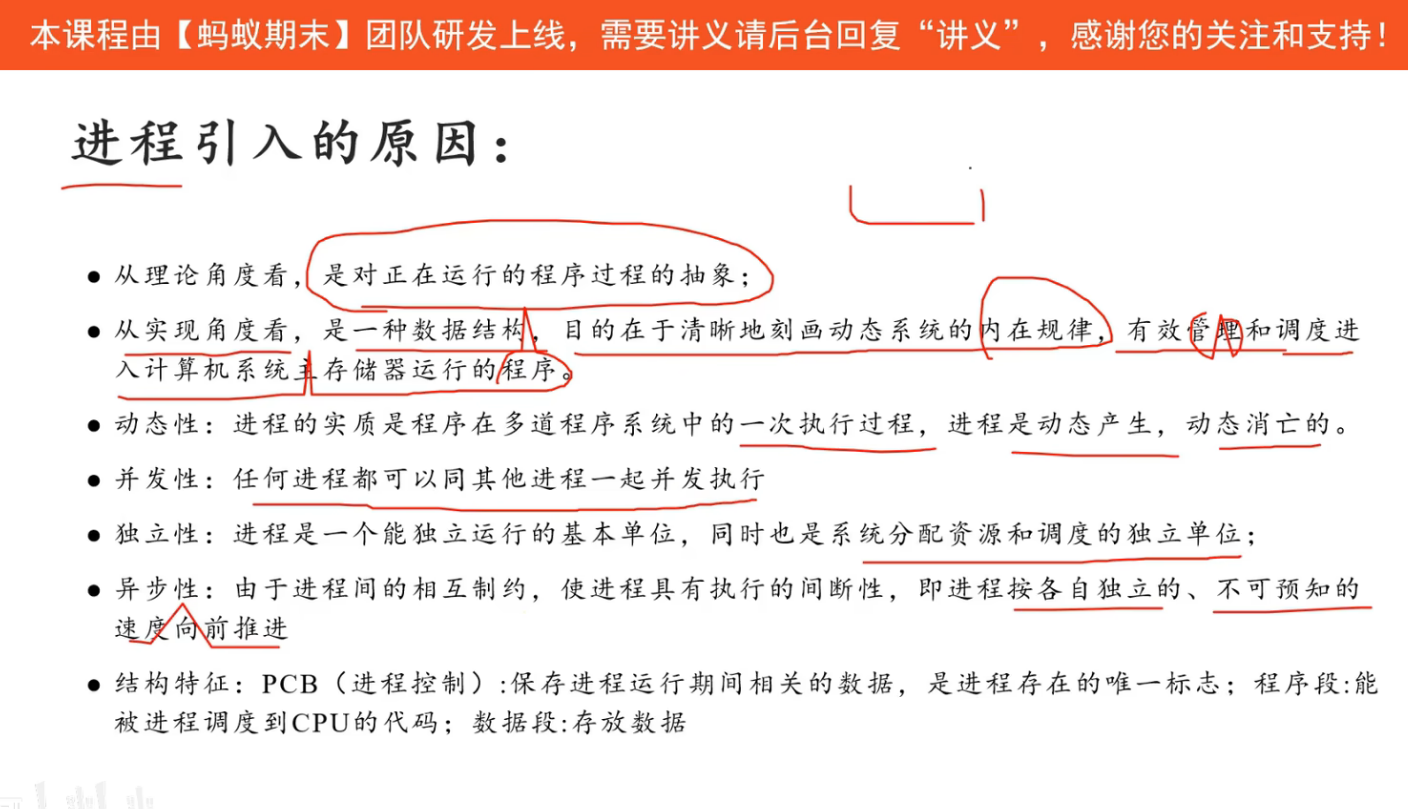 本课程由【蚂蚁期末】团队研发上线，需要讲义请后台回复“讲义”，感谢您的关注和支持！
进程引入的原因：
● 从理论角度看，是对正在运行的程序过程的抽象；
● 从实现角度看，是一种数据结构，目的在于清晰地刻画动态系统的内在规律，有效管理和调度进
入计算机系统主存储器运行的程序。
● 动态性：进程的实质是程序在多道程序系统中的一次执行过程，进程是动态产生，动态消亡的。
● 并发性：任何进程都可以同其他进程一起并发执行
● 独立性：进程是一个能独立运行的基本单位，同时也是系统分配资源和调度的独立单位；
● 异步性：由于进程间的相互制约，使进程具有执行的间断性，即进程按各自独立的、不可预知的
速度向前推进
● 结构特征：PCB（进程控制）:保存进程运行期间相关的数据，是进程存在的唯一标志；程序段:能
被进程调度到CPU的代码；数据段:存放数据